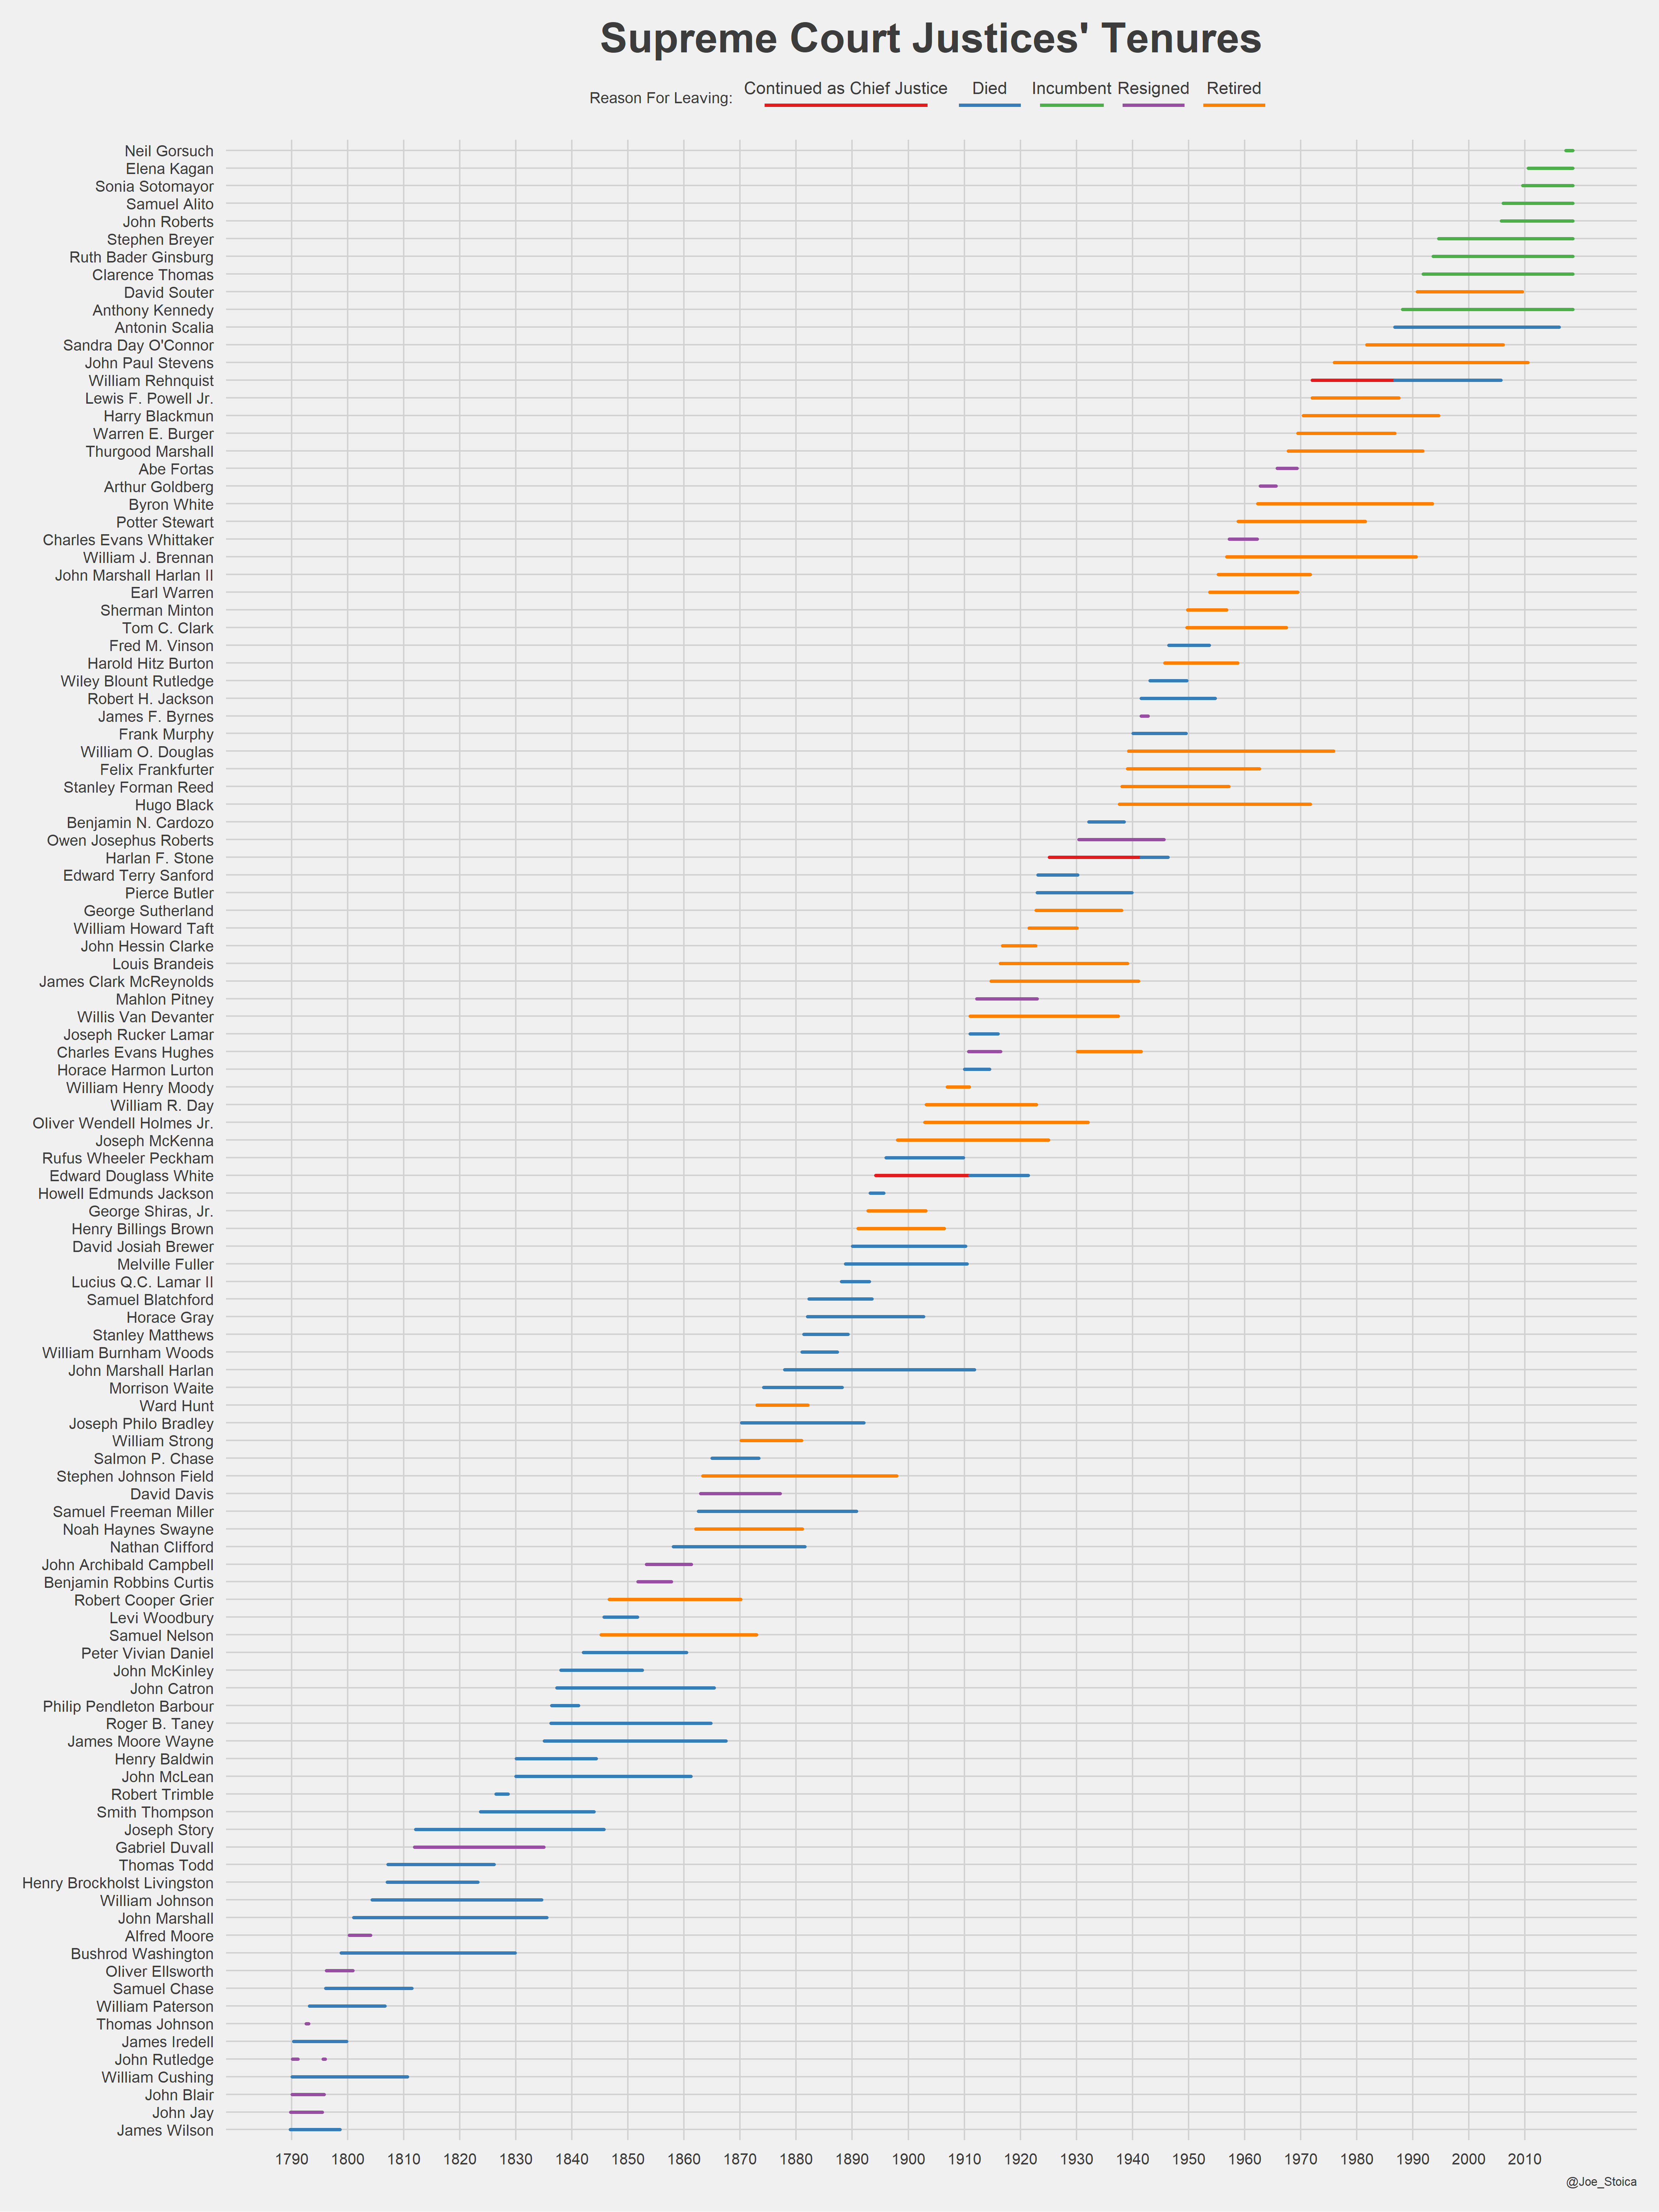 Supreme Court Justices' Tenures
Reason For Leaving: Continued as Chief Justice Died Incumbent Resigned Retired
Neil Gorsuch
Elena Kagan
Sonia Sotomayor
Samuel Alito
John Roberts
Stephen Breyer
Ruth Bader Ginsburg
Clarence Thomas
David Souter
Anthony Kennedy
Antonin Scalia
Sandra Day O'Connor
John Paul Stevens
William Rehnquist
Lewis F. Powell Jr.
Harry Blackmun
Warren E. Burger
Thurgood Marshall
Abe Fortas
Arthur Goldberg
Byron White
Potter Stewart
Charles Evans Whittaker
William J. Brennan
John Marshall Harlan II
Earl Warren
Sherman Minton
Tom C. Clark
Fred M. Vinson
Harold Hitz Burton
Wiley Blount Rutledge
Robert H. Jackson
James F. Byrnes
Frank Murphy
William O. Douglas
Felix Frankfurter
Stanley Forman Reed
Hugo Black
Benjamin N. Cardozo
Owen Josephus Roberts
Harlan F. Stone
Edward Terry Sanford
Pierce Butler
George Sutherland
William Howard Taft
John Hessin Clarke
Louis Brandeis
James Clark McReynolds
Mahlon Pitney
Willis Van Devanter
Joseph Rucker Lamar
Charles Evans Hughes
Horace Harmon Lurton
William Henry Moody
William R. Day
Oliver Wendell Holmes Jr.
Joseph McKenna
Rufus Wheeler Peckham
Edward Douglass White
Howell Edmunds Jackson
George Shiras, Jr.
Henry Billings Brown
David Josiah Brewer
Melville Fuller
Lucius Q.C. Lamar II
Samuel Blatchford
Horace Gray
Stanley Matthews
William Burnham Woods
John Marshall Harlan
Morrison Waite
Ward Hunt
Joseph Philo Bradley
William Strong
Salmon P. Chase
Stephen Johnson Field
David Davis
Samuel Freeman Miller
Noah Haynes Swayne
Nathan Clifford
John Archibald Campbell
Benjamin Robbins Curtis
Robert Cooper Grier
Levi Woodbury
Samuel Nelson
Peter Vivian Daniel
John McKinley
John Catron
Philip Pendleton Barbour
Roger B. Taney
James Moore Wayne
Henry Baldwin
John McLean
Robert Trimble
Smith Thompson
Joseph Story
Gabriel Duvall
Thomas Todd
Henry Brockholst Livingston
William Johnson
John Marshall
Alfred Moore
Bushrod Washington
Oliver Ellsworth
Samuel Chase
William Paterson
Thomas Johnson
James Iredell
John Rutledge
William Cushing
John Blair
John Jay
James Wilson
1790 1800 1810 1820 1830 1840 1850 1860 1870 1880 1890 1900 1910 1920 1930 1940 1950 1960 1970 1980 1990 2000 2010
@Joe_Stoica